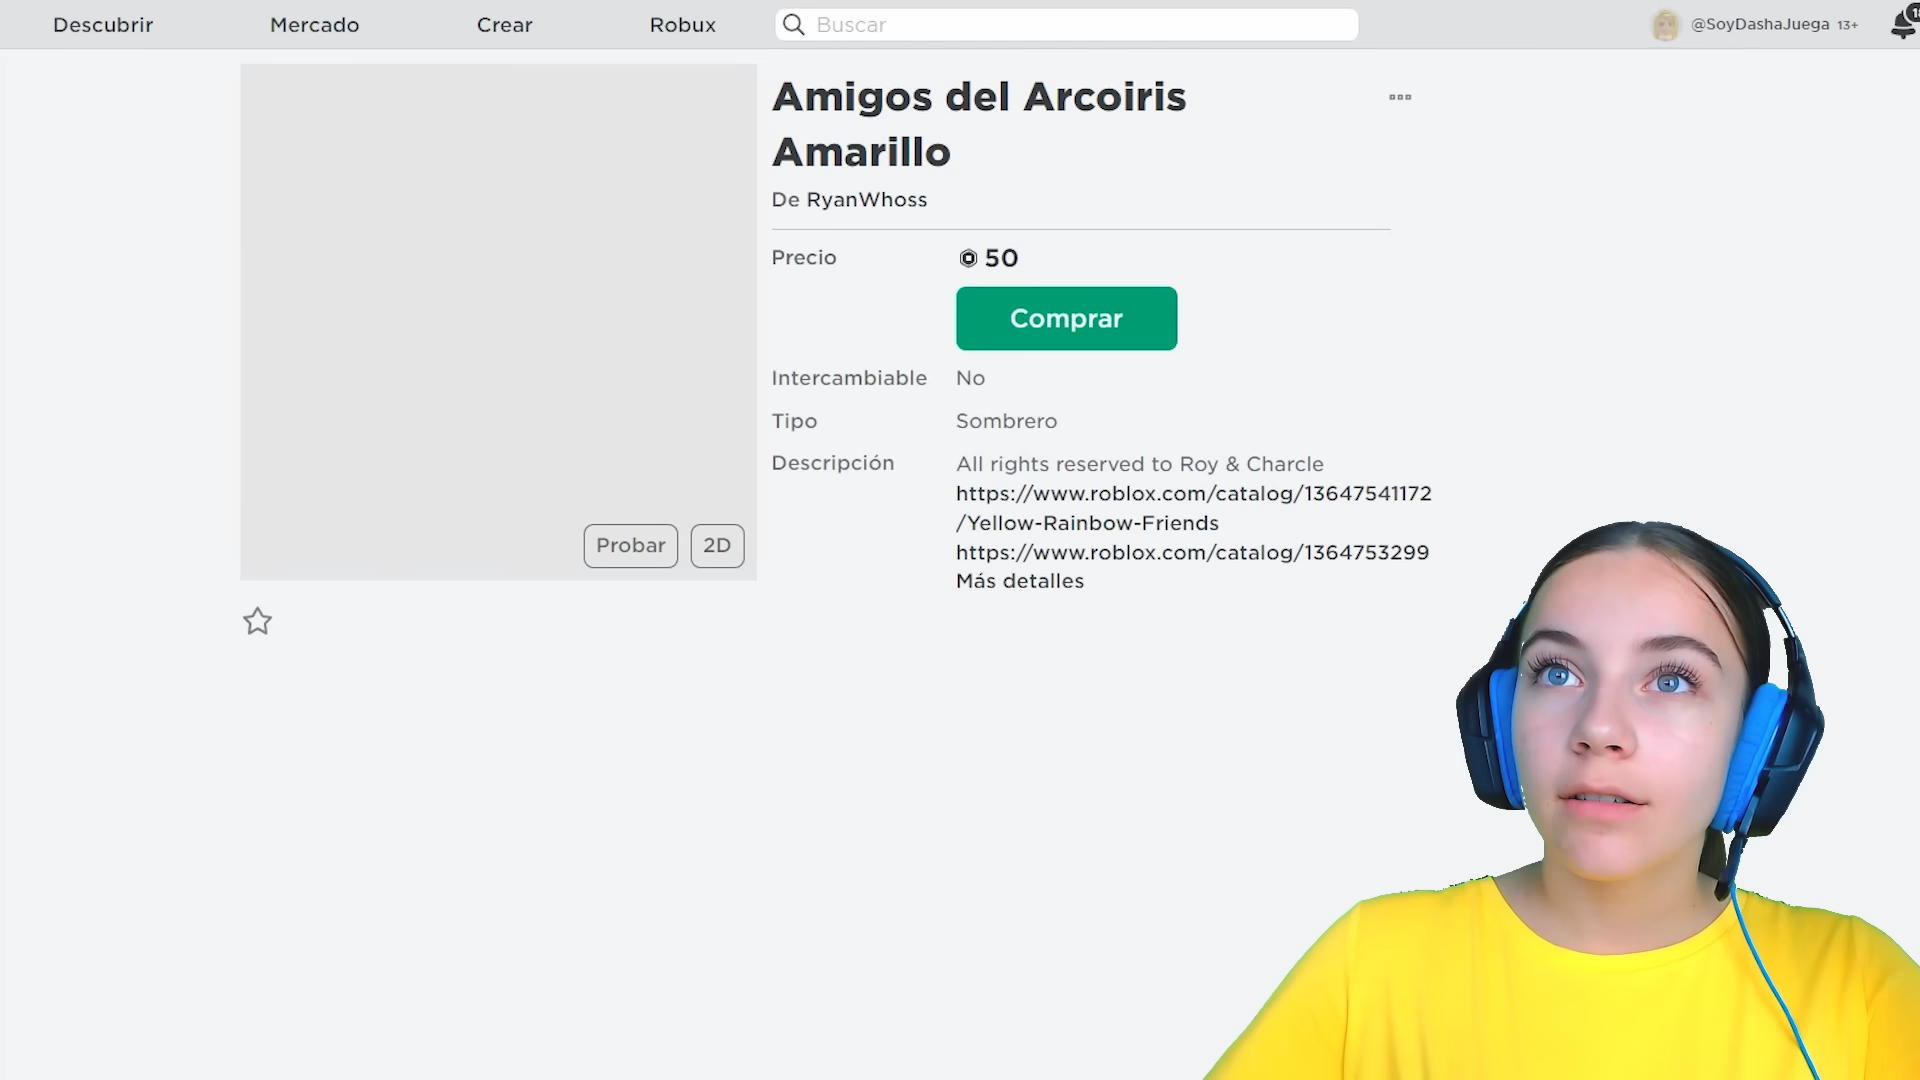 Descubrir Mercado Crear Robux Buscar @SoyDashaJuega 13+
Amigos del Arcoiris
Amarillo
De RyanWhoss
Precio 50
Comprar
Intercambiable No
Tipo Sombrero
Descripción All rights reserved to Roy & Charcle
https://www.roblox.com/catalog/13647541172
/Yellow-Rainbow-Friends
https://www.roblox.com/catalog/1364753299
Más detalles
Probar 2D